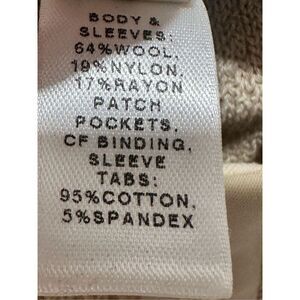 BODY &
SLEEVES:
64%WOOL,
19%NYLON,
17%RAYON
PATCH
POCKETS,
CF BINDING,
SLEEVE
TABS:
95%COTTON,
5%SPANDEX